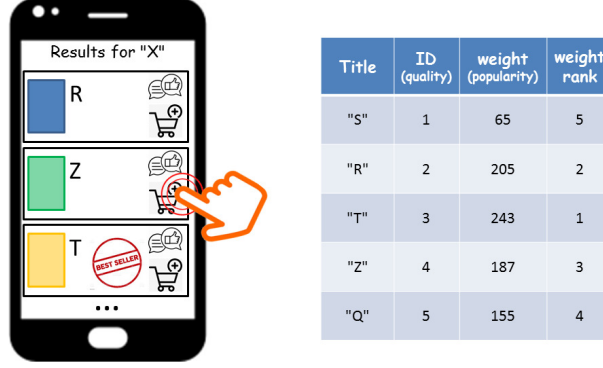 Results for "X"
R
Z
T
BEST SELLER
...
Title ID (quality) weight (popularity) weight rank
"S" 1 65 5
"R" 2 205 2
"T" 3 243 1
"Z" 4 187 3
"Q" 5 155 4